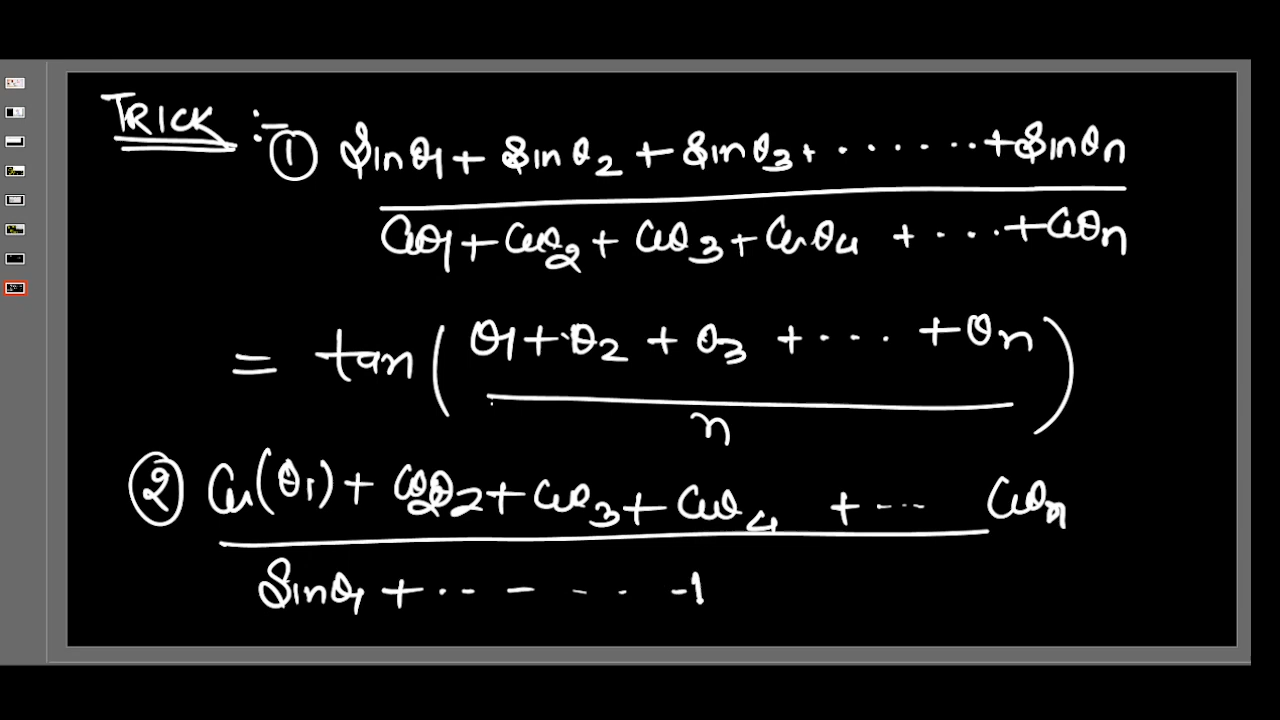 TRICK :- ① Sinθ1 + Sinθ2 + Sinθ3 + ....... + Sinθn
Cosθ1 + Cosθ2 + Cosθ3 + Cosθ4 + .... + Cosθn
= tan( θ1 + θ2 + θ3 + .... + θn )
n
② Cos(θ1) + Cosθ2 + Cosθ3 + Cosθ4 + ... Cosθn
Sinθ1 + .. - - . . -1